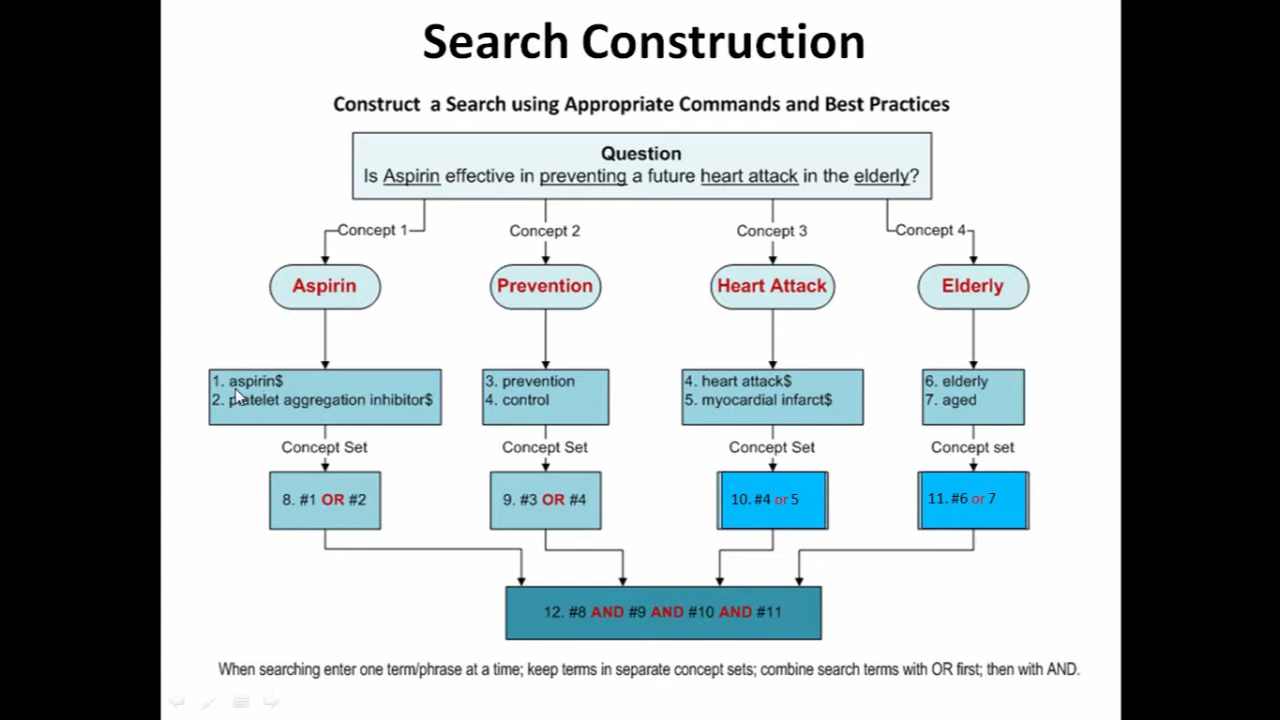 Search Construction
Construct a Search using Appropriate Commands and Best Practices
Question
Is Aspirin effective in preventing a future heart attack in the elderly?
Concept 1
Concept 2
Concept 3
Concept 4
Aspirin
Prevention
Heart Attack
Elderly
1. aspirin$
2. platelet aggregation inhibitor$
3. prevention
4. control
4. heart attack$
5. myocardial infarct$
6. elderly
7. aged
Concept Set
Concept Set
Concept Set
Concept set
8. #1 OR #2
9. #3 OR #4
10. #4 or 5
11. #6 or 7
12. #8 AND #9 AND #10 AND #11
When searching enter one term/phrase at a time; keep terms in separate concept sets; combine search terms with OR first; then with AND.